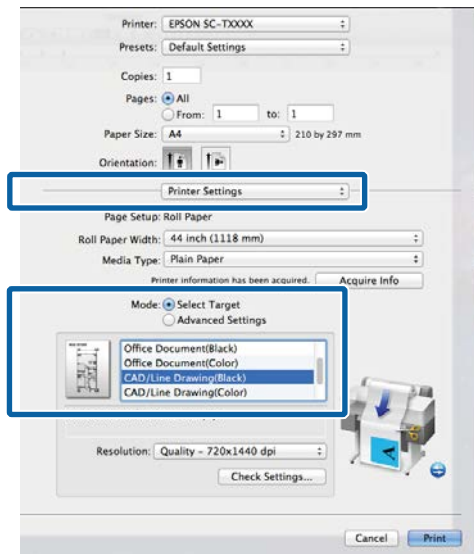 Printer: EPSON SC-TXXXX
Presets: Default Settings
Copies: 1
Pages: All
From: 1 to: 1
Paper Size: A4 210 by 297 mm
Orientation:
Printer Settings
Page Setup: Roll Paper
Roll Paper Width: 44 inch (1118 mm)
Media Type: Plain Paper
Printer information has been acquired. Acquire Info
Mode: Select Target
Advanced Settings
Office Document(Black)
Office Document(Color)
CAD/Line Drawing(Black)
CAD/Line Drawing(Color)
Resolution: Quality - 720x1440 dpi
Check Settings...
Cancel Print